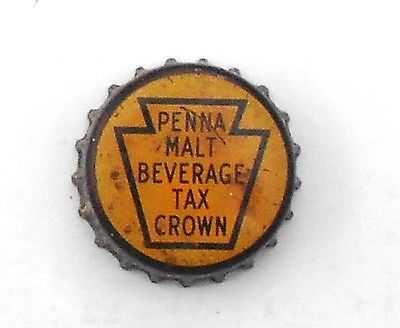 PENNA
MALT
BEVERAGE
TAX
CROWN